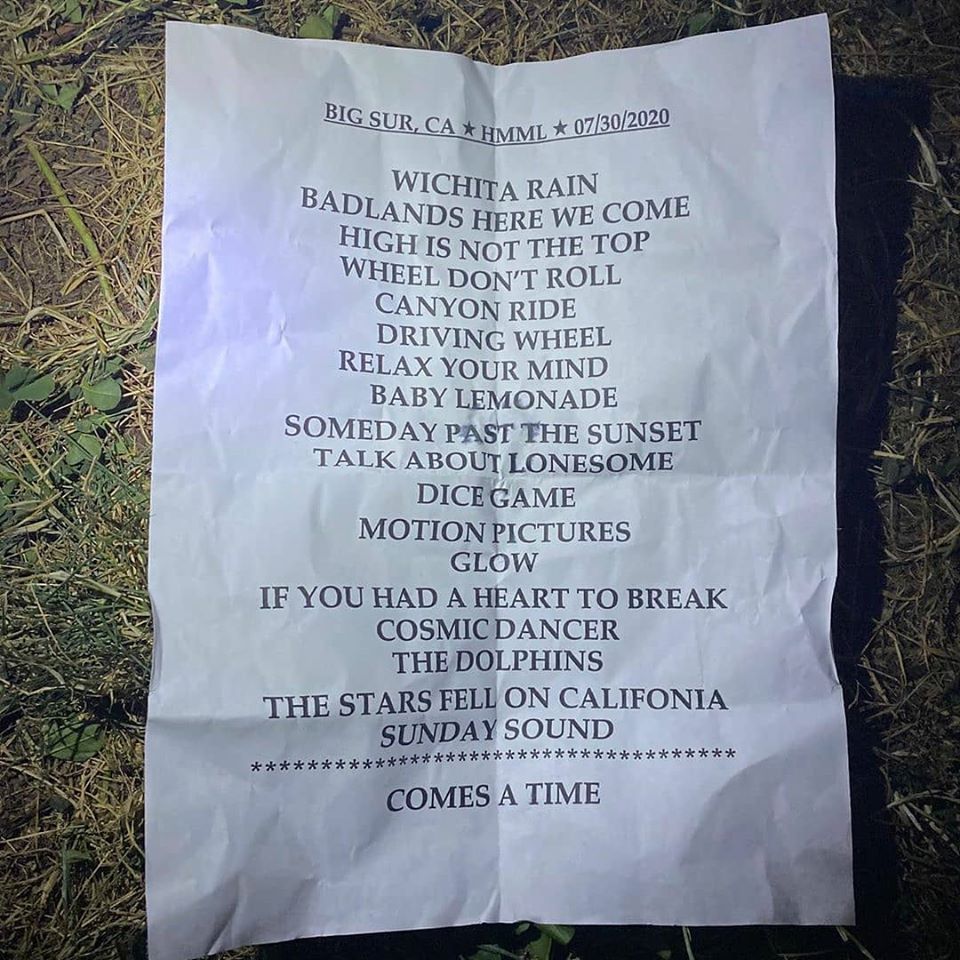 BIG SUR, CA ★ HMML ★ 07/30/2020
WICHITA RAIN
BADLANDS HERE WE COME
HIGH IS NOT THE TOP
WHEEL DON'T ROLL
CANYON RIDE
DRIVING WHEEL
RELAX YOUR MIND
BABY LEMONADE
SOMEDAY PAST THE SUNSET
TALK ABOUT LONESOME
DICE GAME
MOTION PICTURES
GLOW
IF YOU HAD A HEART TO BREAK
COSMIC DANCER
THE DOLPHINS
THE STARS FELL ON CALIFONIA
SUNDAY SOUND
*************************************
COMES A TIME